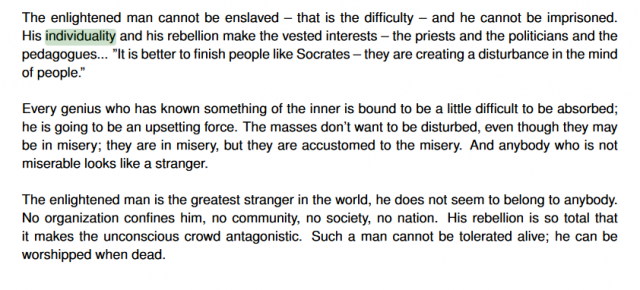 The enlightened man cannot be enslaved – that is the difficulty – and he cannot be imprisoned.
His individuality and his rebellion make the vested interests – the priests and the politicians and the
pedagogues... "It is better to finish people like Socrates – they are creating a disturbance in the mind
of people."
Every genius who has known something of the inner is bound to be a little difficult to be absorbed;
he is going to be an upsetting force. The masses don't want to be disturbed, even though they may
be in misery; they are in misery, but they are accustomed to the misery. And anybody who is not
miserable looks like a stranger.
The enlightened man is the greatest stranger in the world, he does not seem to belong to anybody.
No organization confines him, no community, no society, no nation. His rebellion is so total that
it makes the unconscious crowd antagonistic. Such a man cannot be tolerated alive; he can be
worshipped when dead.